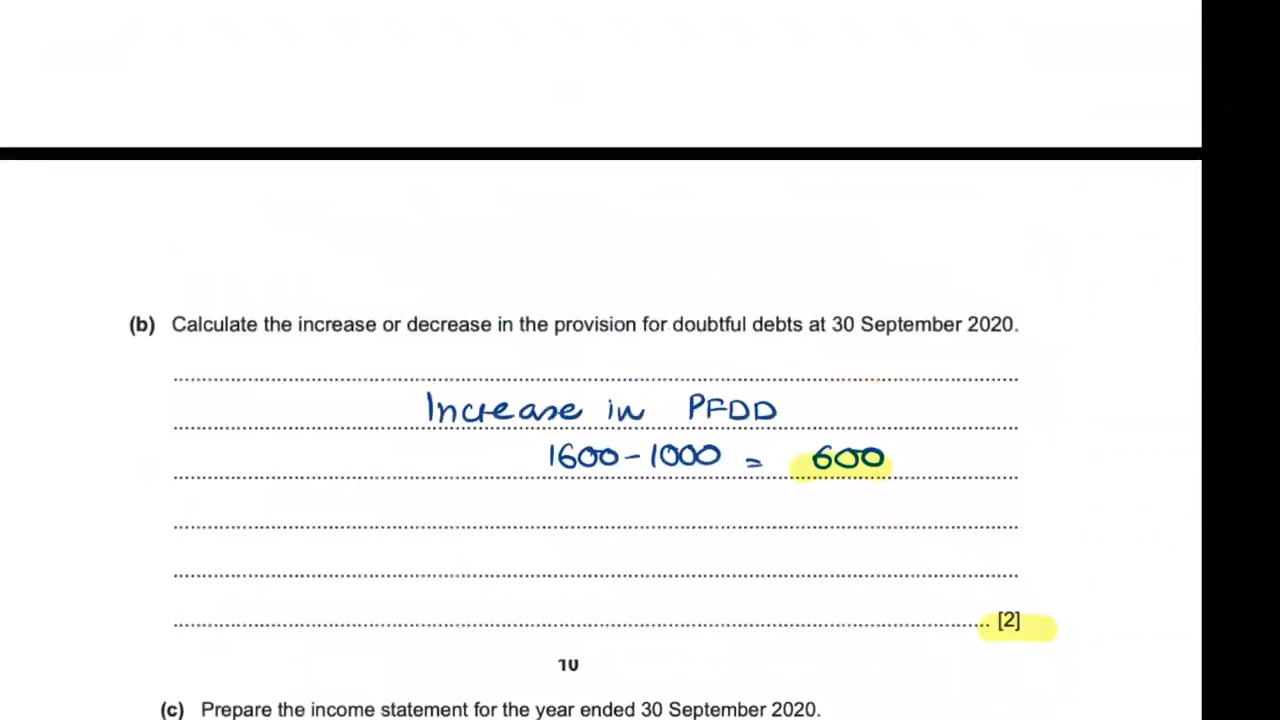 (b) Calculate the increase or decrease in the provision for doubtful debts at 30 September 2020.
Increase in PFDD
1600-1000 = 600
[2]
10
(c) Prepare the income statement for the year ended 30 September 2020.